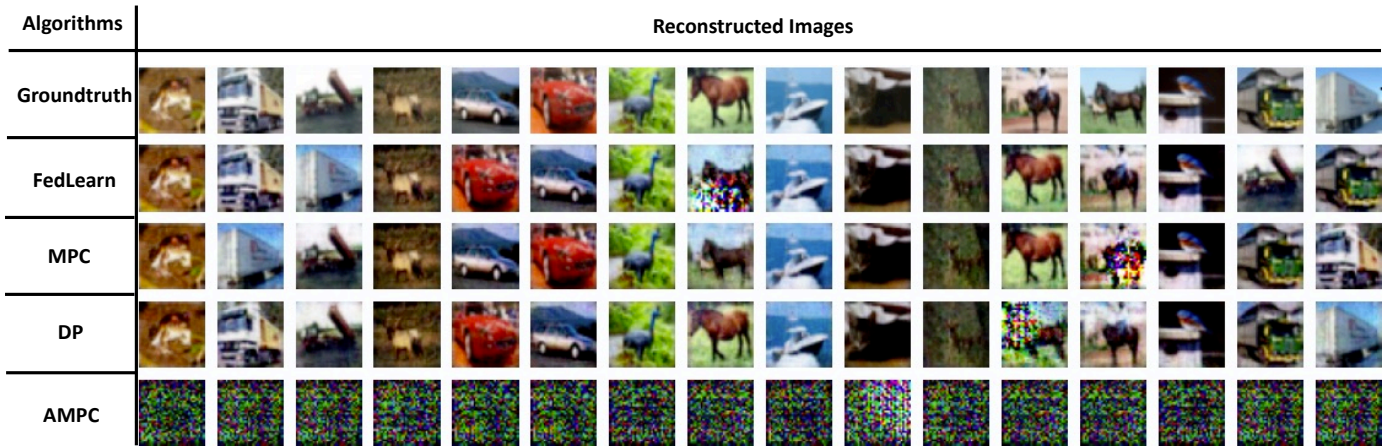 Algorithms
Reconstructed Images
Groundtruth
FedLearn
MPC
DP
AMPC